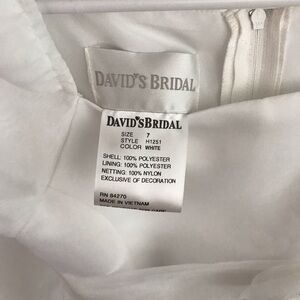 DAVID'S BRIDAL
DAVID'S BRIDAL
SIZE 7
STYLE H1251
COLOR WHITE
SHELL: 100% POLYESTER
LINING: 100% POLYESTER
NETTING: 100% NYLON
EXCLUSIVE OF DECORATION
RN 84270
MADE IN VIETNAM